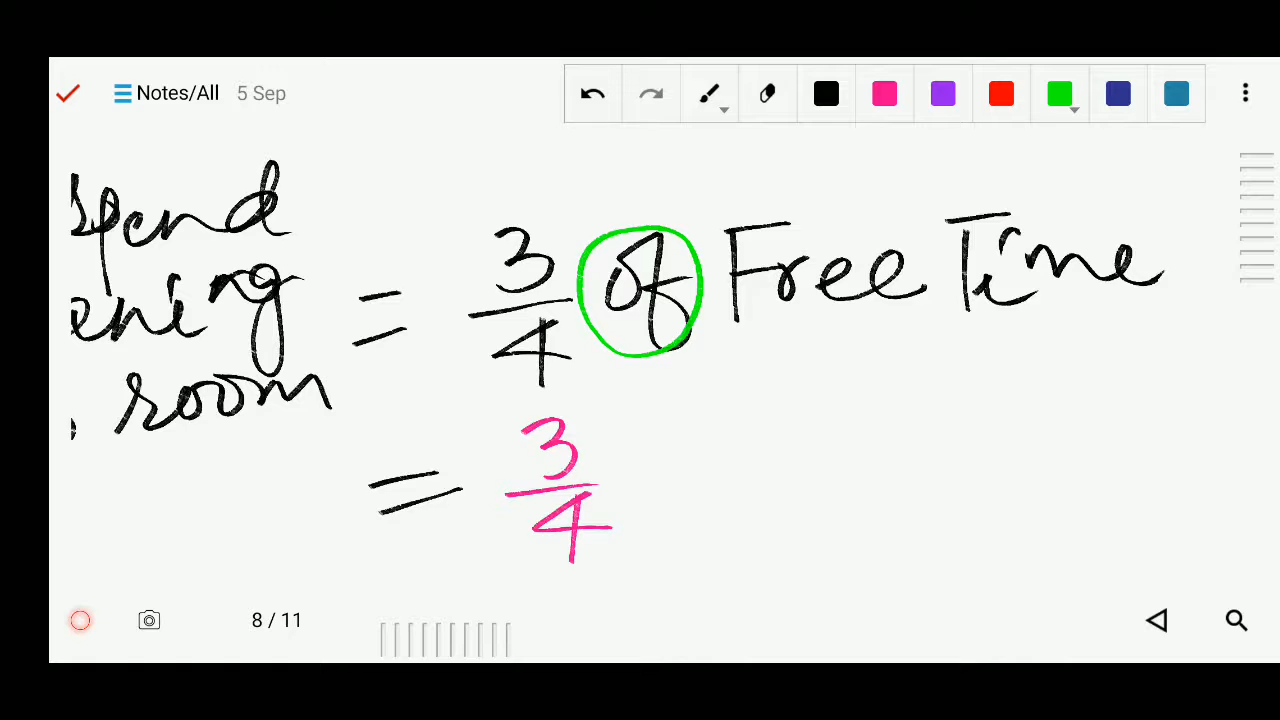 Notes/All 5 Sep
spend
ening = 3/4 of Free Time
room
= 3/4
8 / 11